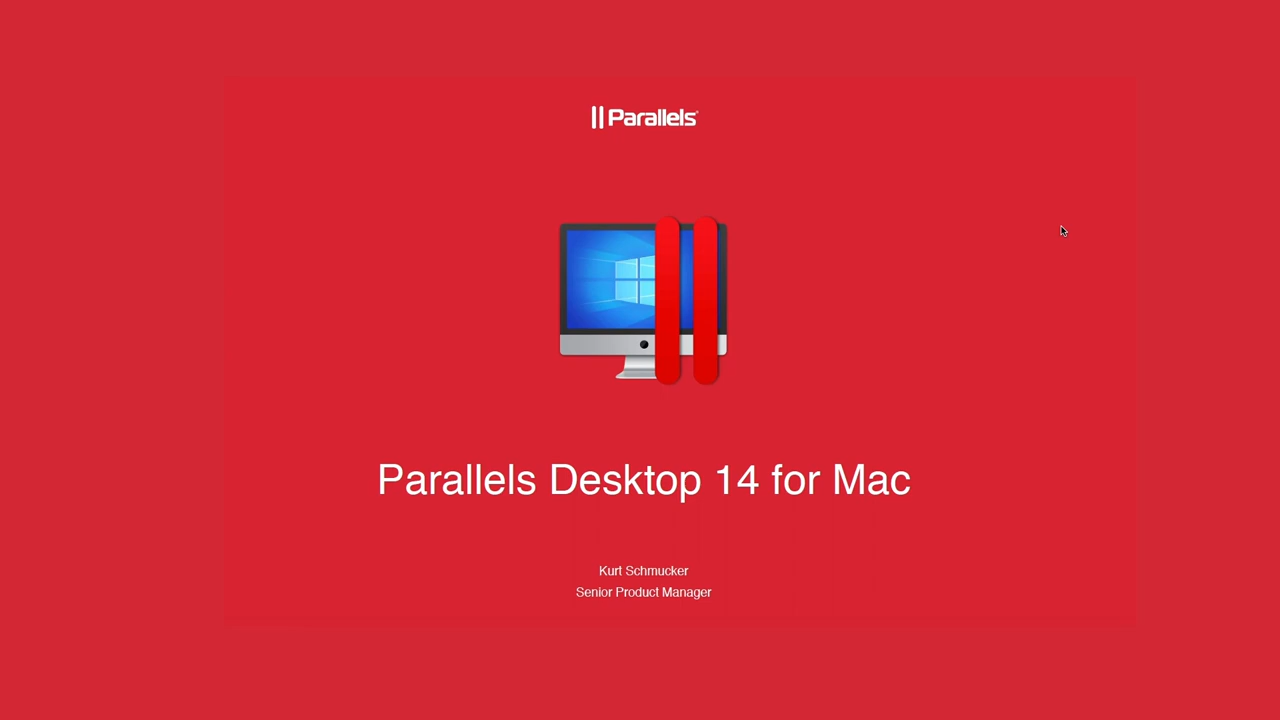 Parallels
Parallels Desktop 14 for Mac
Kurt Schmucker
Senior Product Manager